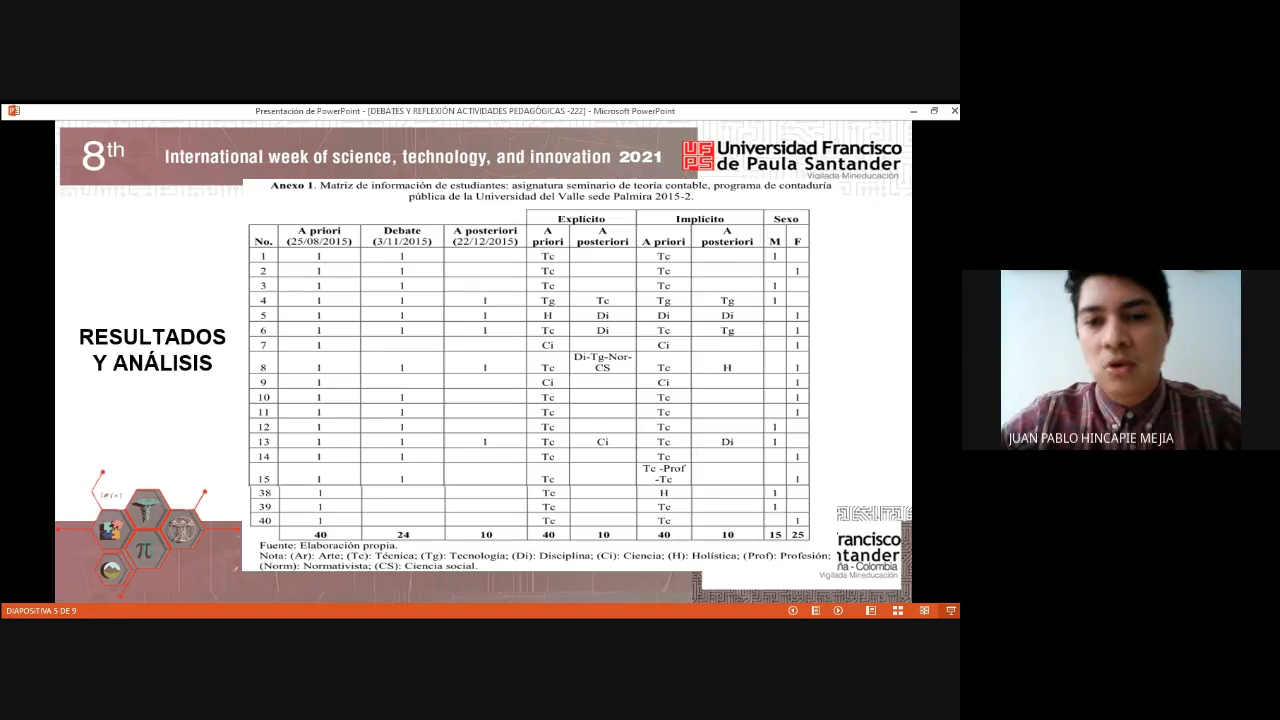 Presentación de PowerPoint - [DEBATES Y REFLEXIÓN ACTIVIDADES PEDAGÓGICAS -222] - Microsoft PowerPoint
8th International week of science, technology, and innovation 2021
Universidad Francisco
de Paula Santander
Vigilada Mineducación
Anexo 1. Matriz de información de estudiantes: asignatura seminario de teoría contable, programa de contaduría
pública de la Universidad del Valle sede Palmira 2015-2.
Explícito Implícito Sexo
No. A priori (25/08/2015) Debate (3/11/2015) A posteriori (22/12/2015) A priori A posteriori A priori A posteriori M F
1 1 1 Tc Tc 1
2 1 1 Tc Tc 1
3 1 1 Tc Tc 1
4 1 1 1 Tg Tc Tg Tg 1
5 1 1 1 H Di Di Di 1
6 1 1 1 Tc Di Tc Tg 1
7 1 Ci Ci 1
8 1 1 1 Tc Di-Tg-Nor-CS Tc H 1
9 1 Ci Ci 1
10 1 1 Tc Tc 1
11 1 1 Tc Tc 1
12 1 1 Tc Tc 1
13 1 1 1 Tc Ci Tc Di 1
14 1 1 Tc Tc 1
15 1 1 Tc Tc -Prof -Tc 1
38 1 Tc H 1
39 1 Tc Tc 1
40 1 Tc Tc 1
40 24 10 40 10 40 10 15 25
Fuente: Elaboración propia.
Nota: (Ar): Arte; (Tc): Técnica; (Tg): Tecnología; (Di): Disciplina; (Ci): Ciencia; (H): Holística; (Prof): Profesión;
(Norm): Normativista; (CS): Ciencia social.
RESULTADOS
Y ANÁLISIS
π
rancisco
ntander
ña - Colombia
Vigilada Mineducación
JUAN PABLO HINCAPIE MEJIA
DIAPOSITIVA 5 DE 9